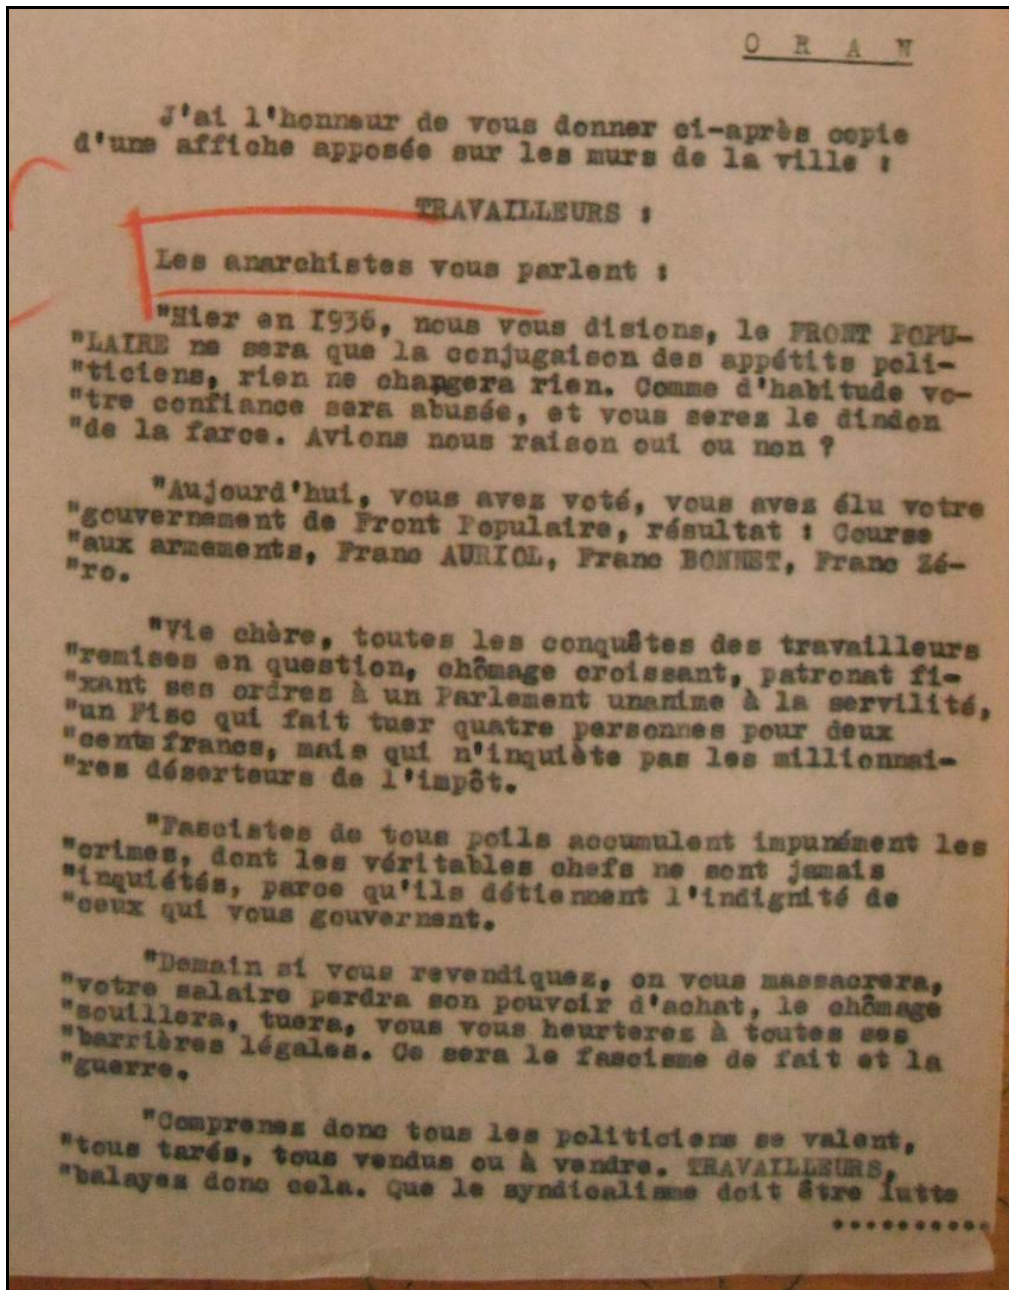 O R A N
J'ai l'honneur de vous donner ci-après copie
d'une affiche apposée sur les murs de la ville :
TRAVAILLEURS :
Les anarchistes vous parlent :
"Hier en I936, nous vous disions, le FRONT POPU-
"LAIRE ne sera que la conjugaison des appétits poli-
"ticiens, rien ne changera rien. Comme d'habitude vo-
"tre confiance sera abusée, et vous serez le dindon
"de la farce. Avions nous raison oui ou non ?
"Aujourd'hui, vous avez voté, vous avez élu votre
"gouvernement de Front Populaire, résultat : Course
"aux armements, Franc AURIOL, Franc BONNET, Franc Zé-
"ro.
"Vie chère, toutes les conquêtes des travailleurs
"remises en question, chômage croissant, patronat fi-
"xant ses ordres à un Parlement unanime à la servilité,
"un Fisc qui fait tuer quatre personnes pour deux
"cents francs, mais qui n'inquiète pas les millionnai-
"res déserteurs de l'impôt.
"Fascistes de tous poils accumulent impunément les
"crimes, dont les véritables chefs ne sont jamais
"inquiétés, parce qu'ils détiennent l'indignité de
"ceux qui vous gouvernent.
"Demain si vous revendiquez, on vous massacrera,
"votre salaire perdra son pouvoir d'achat, le chômage
"souillera, tuera, vous vous heurterez à toutes ses
"barrières légales. Ce sera le fascisme de fait et la
"guerre.
"Comprenez donc tous les politiciens se valent,
"tous tarés, tous vendus ou à vendre. TRAVAILLEURS,
"balayez donc cela. Que le syndicalisme doit être lutte
..........